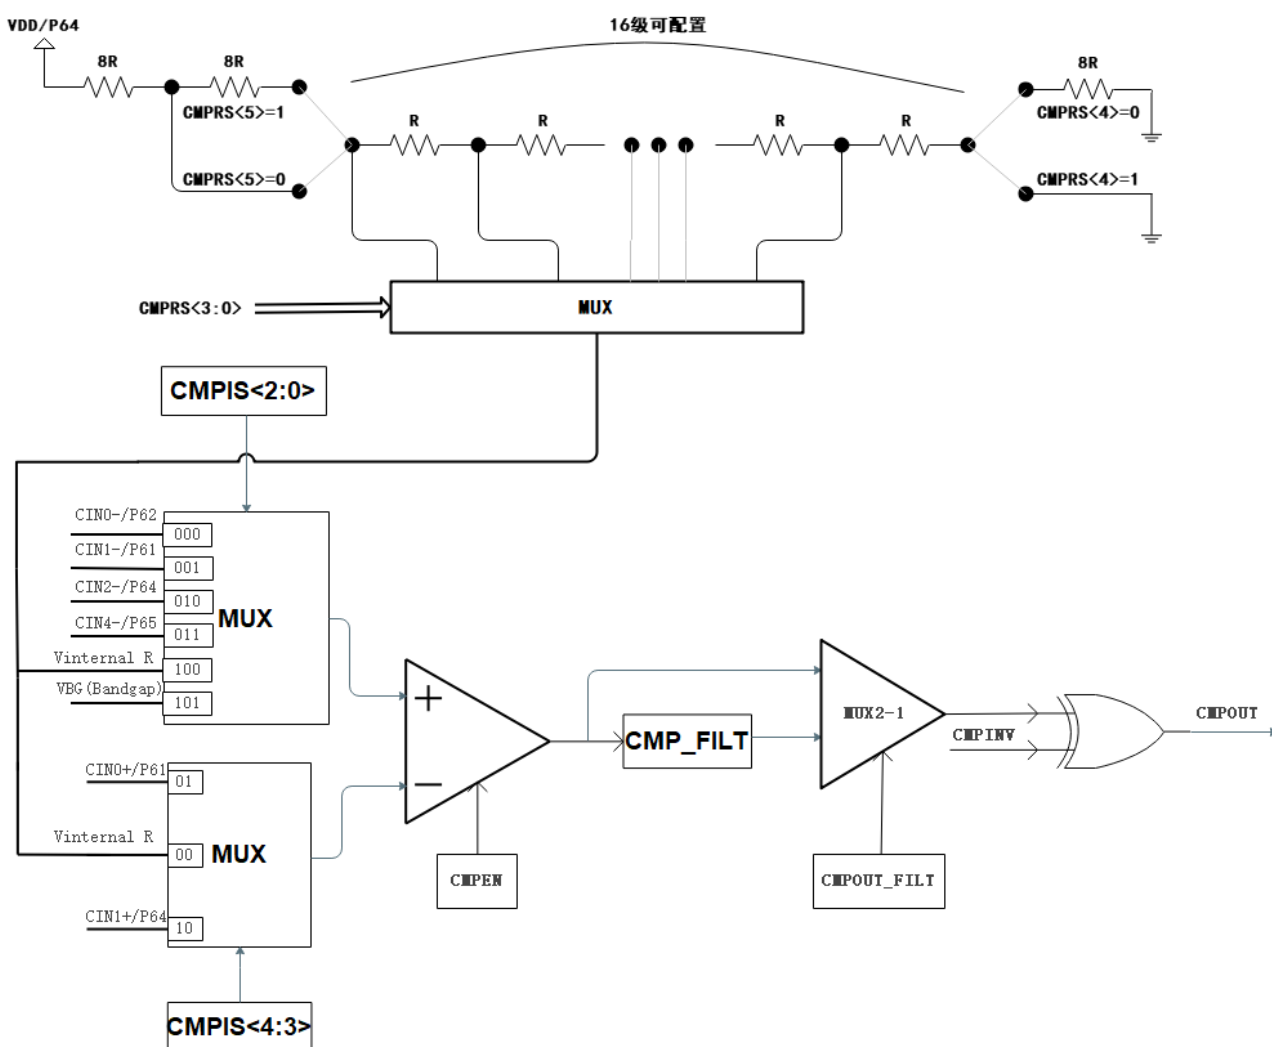 VDD/P64
16级可配置
8R
8R
8R
CMPRS<5>=1
CMPRS<4>=0
R
R
R
R
CMPRS<5>=0
CMPRS<4>=1
CMPRS<3:0>
MUX
CMPIS<2:0>
CIN0-/P62
000
CIN1-/P61
001
CIN2-/P64
010
MUX
CIN4-/P65
011
Vinternal R
100
VBG(Bandgap)
101
+
MUX2-1
CMPOUT
CMPINV
CMP_FILT
CIN0+/P61
01
−
Vinternal R
00
MUX
CMPEN
CMPOUT_FILT
CIN1+/P64
10
CMPIS<4:3>